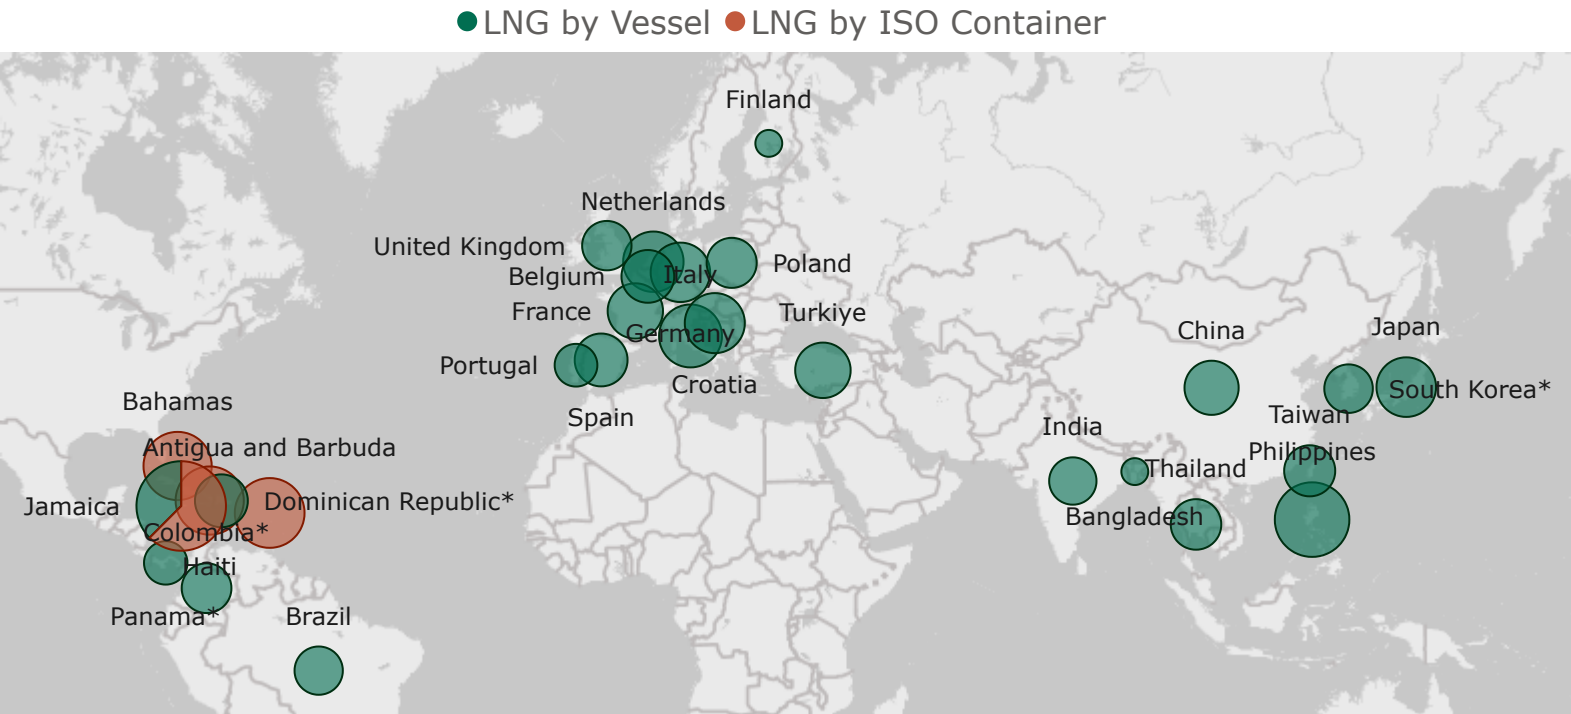 LNG by Vessel LNG by ISO Container
Finland
Netherlands
United Kingdom
Belgium
Italy
Poland
France
Turkiye
Germany
Portugal
Croatia
Spain
China
Japan
South Korea*
Taiwan
India
Philippines
Thailand
Bangladesh
Bahamas
Antigua and Barbuda
Jamaica
Dominican Republic*
Colombia*
Haiti
Panama*
Brazil